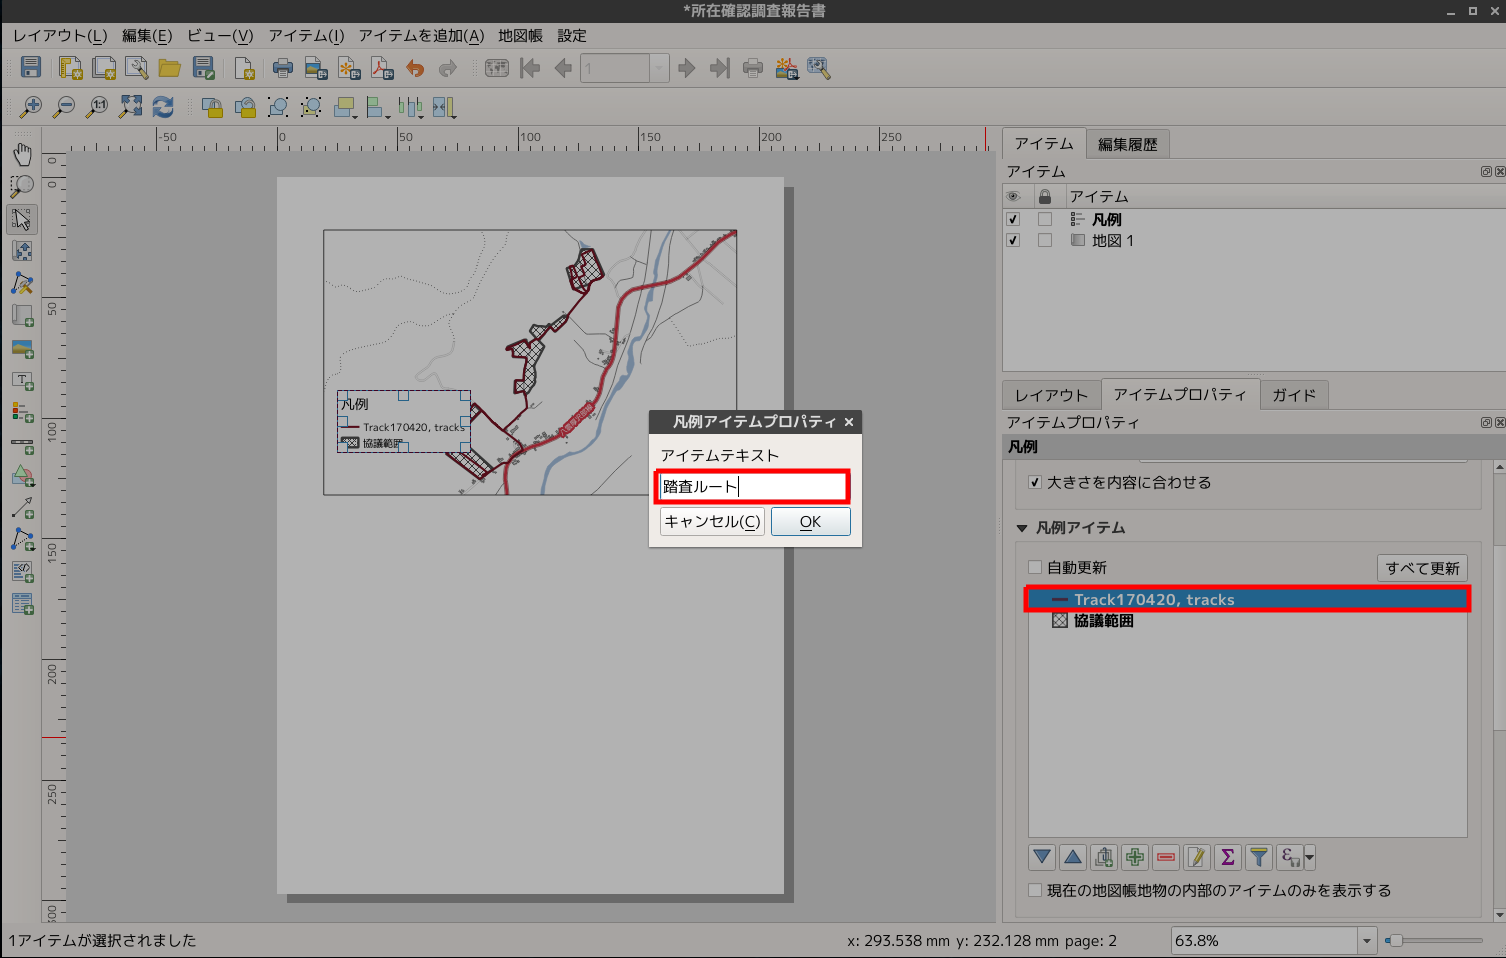 *所在確認調査報告書
レイアウト(L) 編集(E) ビュー(V) アイテム(I) アイテムを追加(A) 地図帳 設定
1
1:1
-50 0 50 100 150 200 250
0
0
50
100
150
200
250
300
凡例
Track170420, tracks
協議範囲
凡例アイテムプロパティ
アイテムテキスト
踏査ルート
キャンセル(C) OK
アイテム 編集履歴
アイテム
アイテム
凡例
地図 1
レイアウト アイテムプロパティ ガイド
アイテムプロパティ
凡例
大きさを内容に合わせる
凡例アイテム
自動更新 すべて更新
Track170420, tracks
協議範囲
Σ ε
現在の地図帳地物の内部のアイテムのみを表示する
1アイテムが選択されました x: 293.538 mm y: 232.128 mm page: 2 63.8%